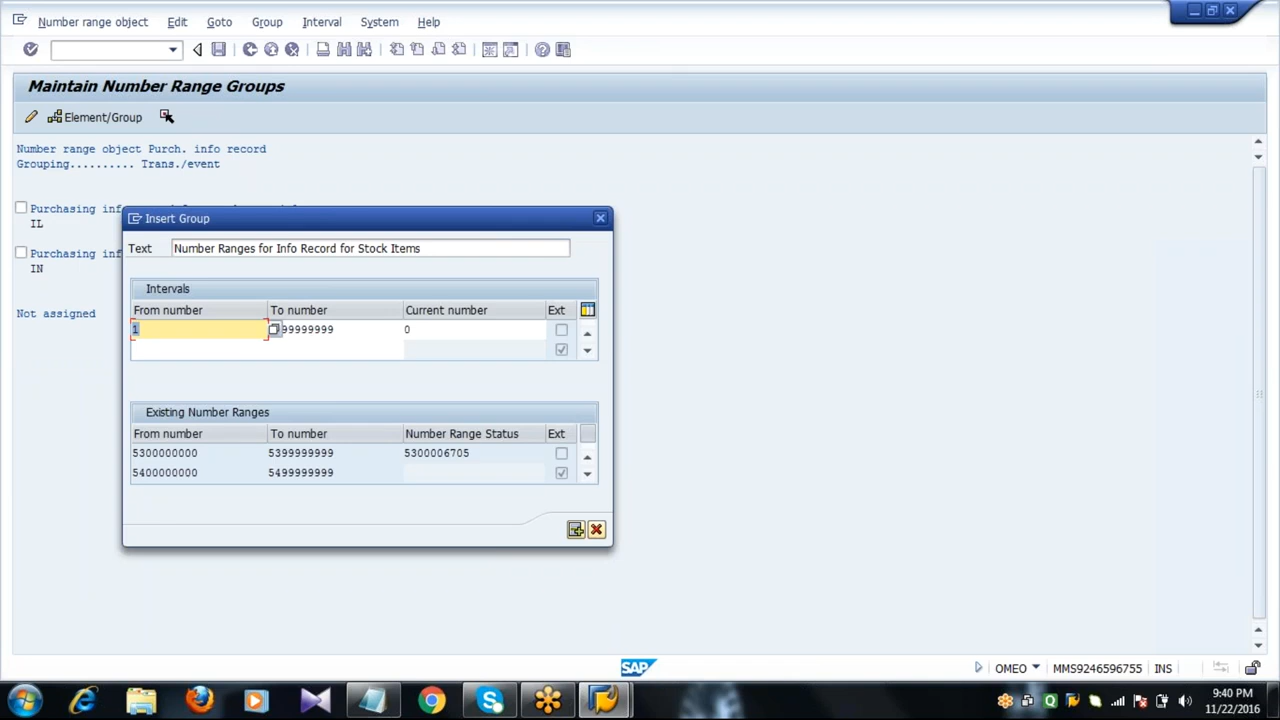 Number range object Edit Goto Group Interval System Help
Maintain Number Range Groups
Element/Group
Number range object Purch. info record
Grouping.......... Trans./event
Purchasing inf
IL
Purchasing inf
IN
Not assigned
Insert Group
Text Number Ranges for Info Record for Stock Items
Intervals
From number To number Current number Ext
1 99999999 0
Existing Number Ranges
From number To number Number Range Status Ext
5300000000 5399999999 5300006705
5400000000 5499999999
SAP
OMEO MMS9246596755 INS
9:40 PM
11/22/2016